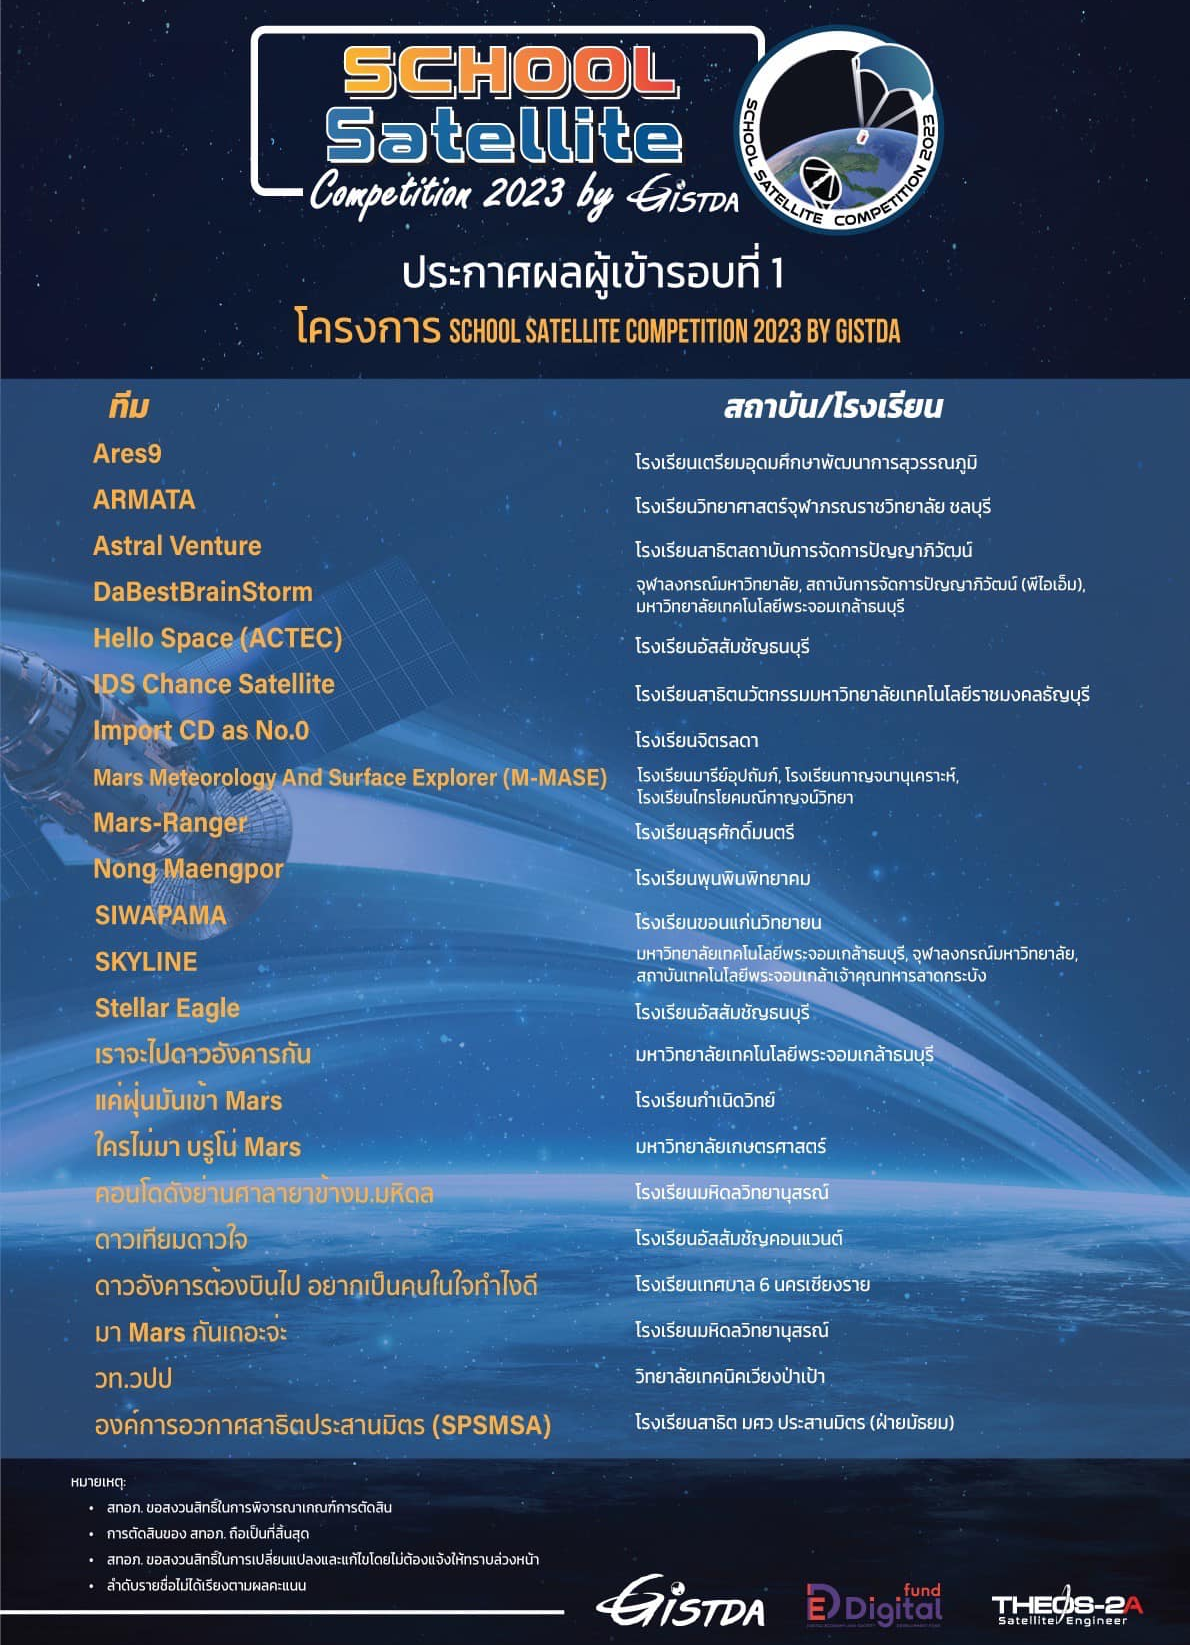 SCHOOL
Satellite
Competition 2023 by GISTDA
SCHOOL SATELLITE COMPETITION 2023
ประกาศผลผู้เข้ารอบที่ 1
โครงการ SCHOOL SATELLITE COMPETITION 2023 BY GISTDA
ทีม สถาบัน/โรงเรียน
Ares9 โรงเรียนเตรียมอุดมศึกษาพัฒนาการสุวรรณภูมิ
ARMATA โรงเรียนวิทยาศาสตร์จุฬาภรณราชวิทยาลัย ชลบุรี
Astral Venture โรงเรียนสาธิตสถาบันการจัดการปัญญาภิวัฒน์
DaBestBrainStorm จุฬาลงกรณ์มหาวิทยาลัย, สถาบันการจัดการปัญญาภิวัฒน์ (พีไอเอ็ม),
มหาวิทยาลัยเทคโนโลยีพระจอมเกล้าธนบุรี
Hello Space (ACTEC) โรงเรียนอัสสัมชัญธนบุรี
IDS Chance Satellite โรงเรียนสาธิตนวัตกรรมมหาวิทยาลัยเทคโนโลยีราชมงคลธัญบุรี
Import CD as No.0 โรงเรียนจิตรลดา
Mars Meteorology And Surface Explorer (M-MASE) โรงเรียนมารีย์อุปถัมภ์, โรงเรียนกาญจนานุเคราะห์,
โรงเรียนไทรโยคมณีกาญจน์วิทยา
Mars-Ranger โรงเรียนสุรศักดิ์มนตรี
Nong Maengpor โรงเรียนพุนพินพิทยาคม
SIWAPAMA โรงเรียนขอนแก่นวิทยายน
SKYLINE มหาวิทยาลัยเทคโนโลยีพระจอมเกล้าธนบุรี, จุฬาลงกรณ์มหาวิทยาลัย,
สถาบันเทคโนโลยีพระจอมเกล้าเจ้าคุณทหารลาดกระบัง
Stellar Eagle โรงเรียนอัสสัมชัญธนบุรี
เราจะไปดาวอังคารกัน มหาวิทยาลัยเทคโนโลยีพระจอมเกล้าธนบุรี
แค่ฝุ่นมันเข้า Mars โรงเรียนกำเนิดวิทย์
ใครไม่มา บรูโน่ Mars มหาวิทยาลัยเกษตรศาสตร์
คอนโดดังย่านศาลายาข้างม.มหิดล โรงเรียนมหิดลวิทยานุสรณ์
ดาวเทียมดาวใจ โรงเรียนอัสสัมชัญคอนแวนต์
ดาวอังคารต้องบินไป อยากเป็นคนในใจทำไงดี โรงเรียนเทศบาล 6 นครเชียงราย
มา Mars กันเถอะจ่ะ โรงเรียนมหิดลวิทยานุสรณ์
วท.วปป วิทยาลัยเทคนิคเวียงป่าเป้า
องค์การอวกาศสาธิตประสานมิตร (SPSMSA) โรงเรียนสาธิต มศว ประสานมิตร (ฝ่ายมัธยม)
หมายเหตุ:
• สทอภ. ขอสงวนสิทธิ์ในการพิจารณาเกณฑ์การตัดสิน
• การตัดสินของ สทอภ. ถือเป็นที่สิ้นสุด
• สทอภ. ขอสงวนสิทธิ์ในการเปลี่ยนแปลงและแก้ไขโดยไม่ต้องแจ้งให้ทราบล่วงหน้า
• ลำดับรายชื่อไม่ได้เรียงตามผลคะแนน
GISTDA
DE Digital fund
THEOS-2A
Satellite Engineer